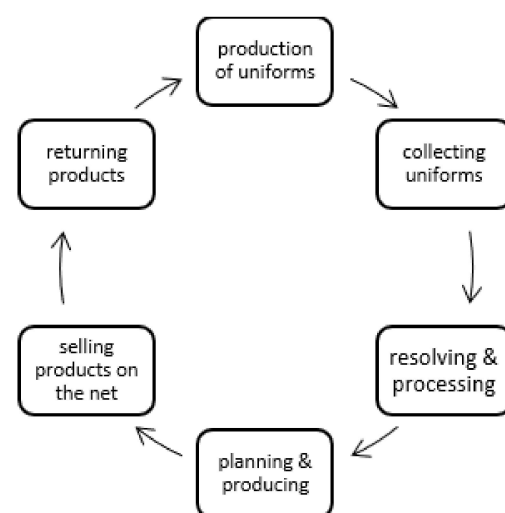 production
of uniforms
collecting
uniforms
resolving &
processing
planning &
producing
selling
products on
the net
returning
products